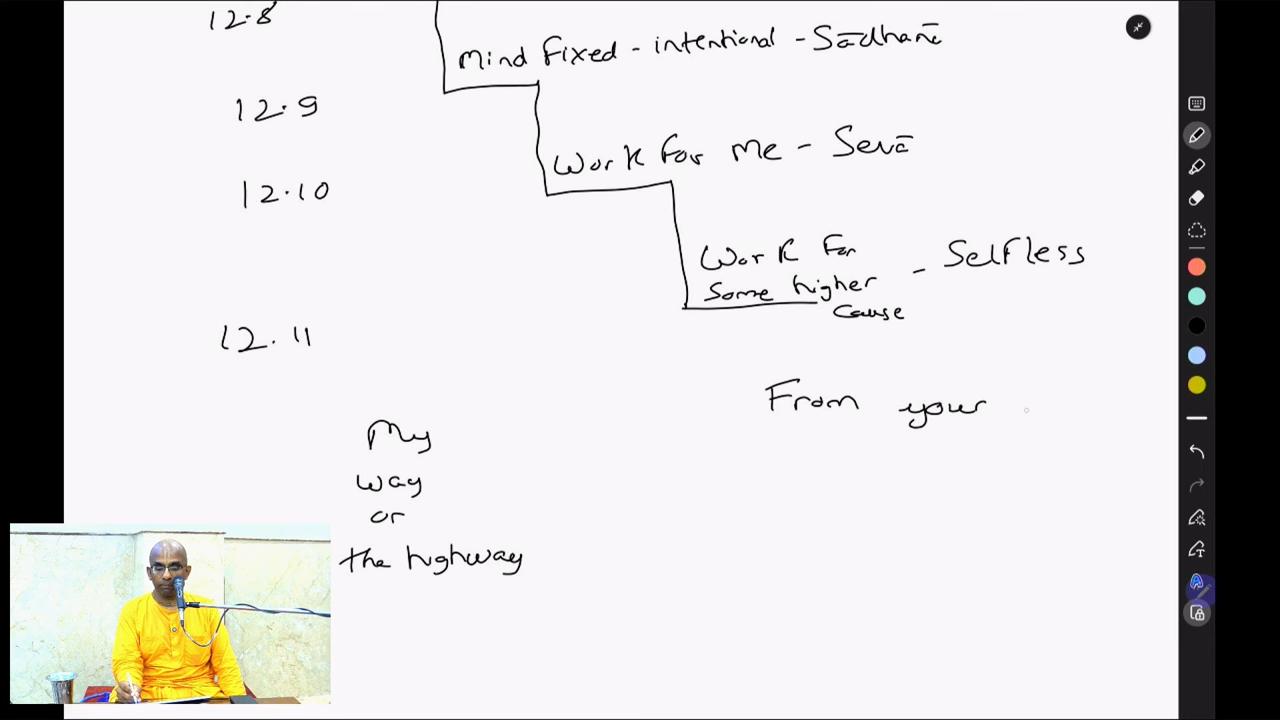 12.8
Mind Fixed - intentional - Sādhanā
12.9
Work for Me - Sevā
12.10
Work For
Some higher
Cause
- Selfless
12.11
From your
My
way
or
the highway